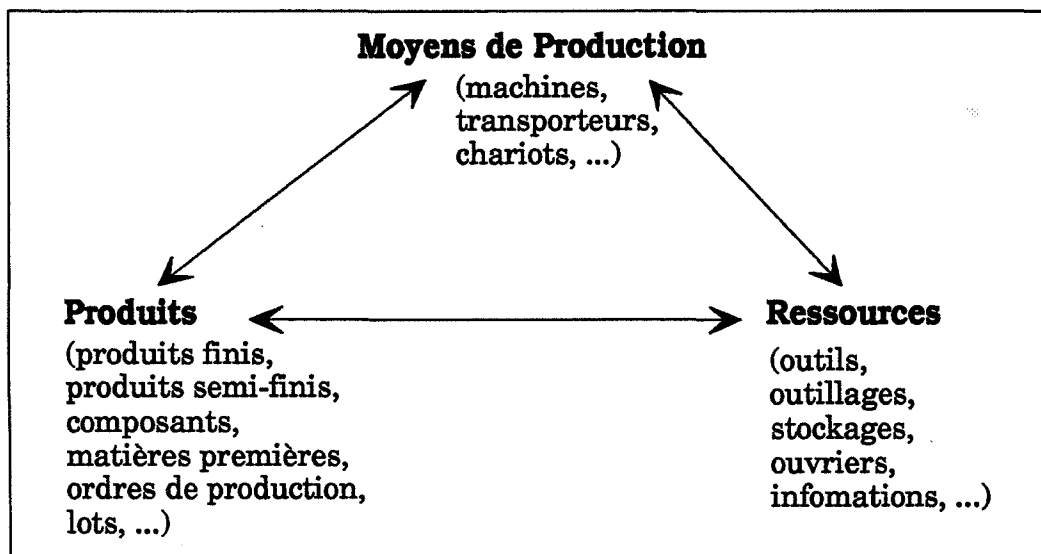 Moyens de Production
(machines,
transporteurs,
chariots, ...)
Produits
(produits finis,
produits semi-finis,
composants,
matières premières,
ordres de production,
lots, ...)
Ressources
(outils,
outillages,
stockages,
ouvriers,
infomations, ...)